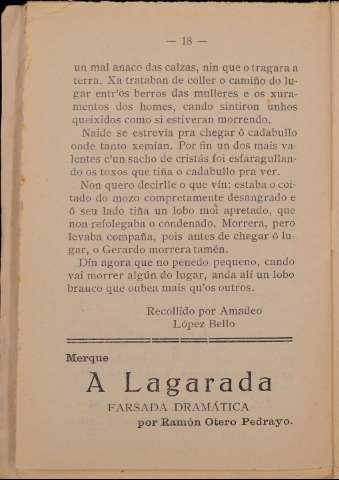 — 18 —
un mal anaco das calzas, nin que o tragara a
terra. Xa trataban de coller o camiño do lu-
gar entr'os berros das mulleres e os xura-
mentos dos homes, cando sintiron unhos
queixidos como si estiveran morrendo.
Naide se estrevia pra chegar ô cadabullo
onde tanto xemían. Por fin un dos mais va-
lentes c'un sacho de cristás foi esfaragullan-
do os toxos que tiña o cadabullo pra ver.
Non quero decirlle o que vin: estaba o coi-
tado do mozo completamente desangrado e
ô seu lado tiña un lobo moi apretado, que
non refolegaba o condenado. Morrera, pero
levaba compaña, pois antes de chegar ô lu-
gar, o Gerardo morrera tamén.
Din agora que no penedo pequeno, cando
vai morrer algún do lugar, anda alí un lobo
branco que oubea mais qu'os outros.
Recollido por Amadeo
López Bello
Merque
A Lagarada
FARSADA DRAMÁTICA
por Ramón Otero Pedrayo.